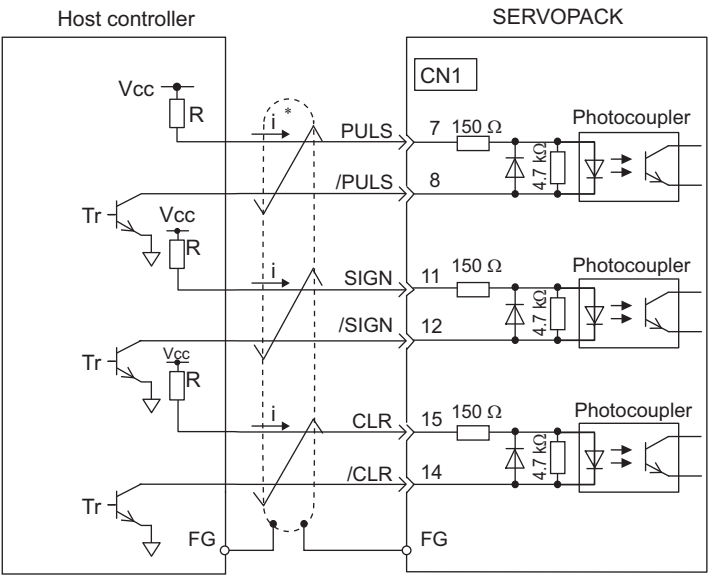 Host controller
SERVOPACK
CN1
Vcc
R
*
i
PULS
7
150 Ω
4.7 kΩ
Photocoupler
/PULS
8
Tr
Vcc
R
i
SIGN
11
150 Ω
4.7 kΩ
Photocoupler
/SIGN
12
Tr
Vcc
R
i
CLR
15
150 Ω
4.7 kΩ
Photocoupler
/CLR
14
Tr
FG
FG